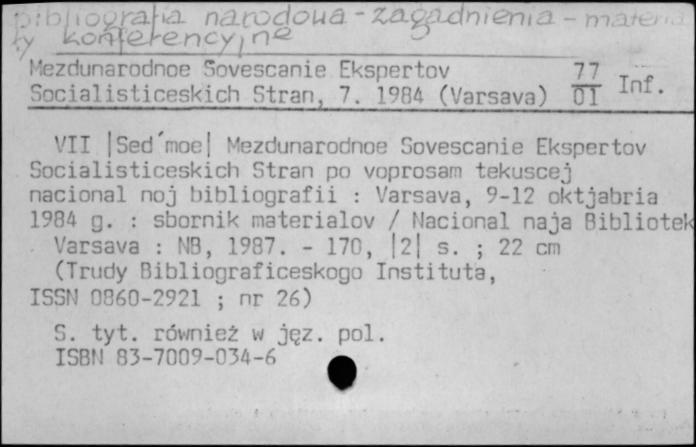 bibliografia narodowa - zagadnienia - materia
ły konferencyjne
Mezdunarodnoe Sovescanie Ekspertov 77 Inf.
Socialisticeskich Stran, 7. 1984 (Varsava) 01
VII |Sed´moe| Mezdunarodnoe Sovescanie Ekspertov
Socialisticeskich Stran po voprosam tekuscej
nacional noj bibliografii : Varsava, 9-12 oktjabria
1984 g. : sbornik materialov / Nacional naja Bibliotek
Varsava : NB, 1987. - 170, |2| s. ; 22 cm
(Trudy Bibliograficeskogo Instituta,
ISSN 0860-2921 ; nr 26)
S. tyt. również w jęz. pol.
ISBN 83-7009-034-6